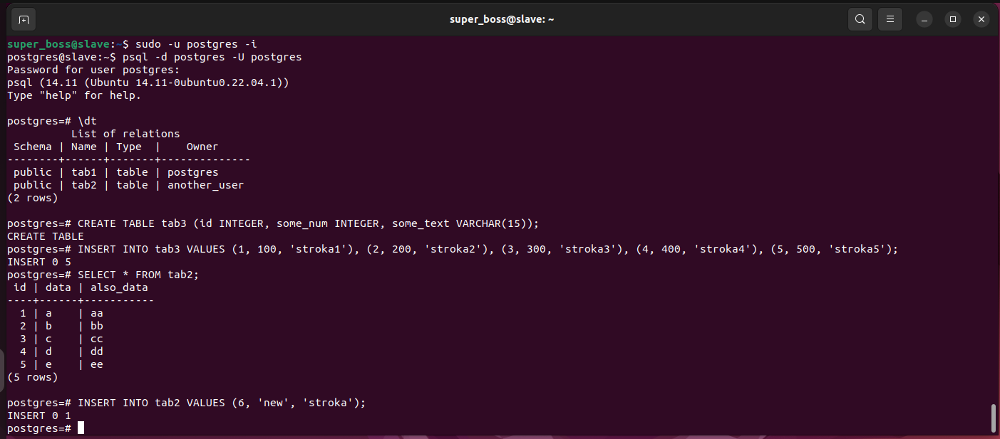 super_boss@slave: ~
super_boss@slave:~$ sudo -u postgres -i
postgres@slave:~$ psql -d postgres -U postgres
Password for user postgres:
psql (14.11 (Ubuntu 14.11-0ubuntu0.22.04.1))
Type "help" for help.

postgres=# \dt
          List of relations
 Schema | Name | Type  |    Owner
--------+------+-------+--------------
 public | tab1 | table | postgres
 public | tab2 | table | another_user
(2 rows)

postgres=# CREATE TABLE tab3 (id INTEGER, some_num INTEGER, some_text VARCHAR(15));
CREATE TABLE
postgres=# INSERT INTO tab3 VALUES (1, 100, 'stroka1'), (2, 200, 'stroka2'), (3, 300, 'stroka3'), (4, 400, 'stroka4'), (5, 500, 'stroka5');
INSERT 0 5
postgres=# SELECT * FROM tab2;
 id | data | also_data
----+------+-----------
  1 | a    | aa
  2 | b    | bb
  3 | c    | cc
  4 | d    | dd
  5 | e    | ee
(5 rows)

postgres=# INSERT INTO tab2 VALUES (6, 'new', 'stroka');
INSERT 0 1
postgres=#